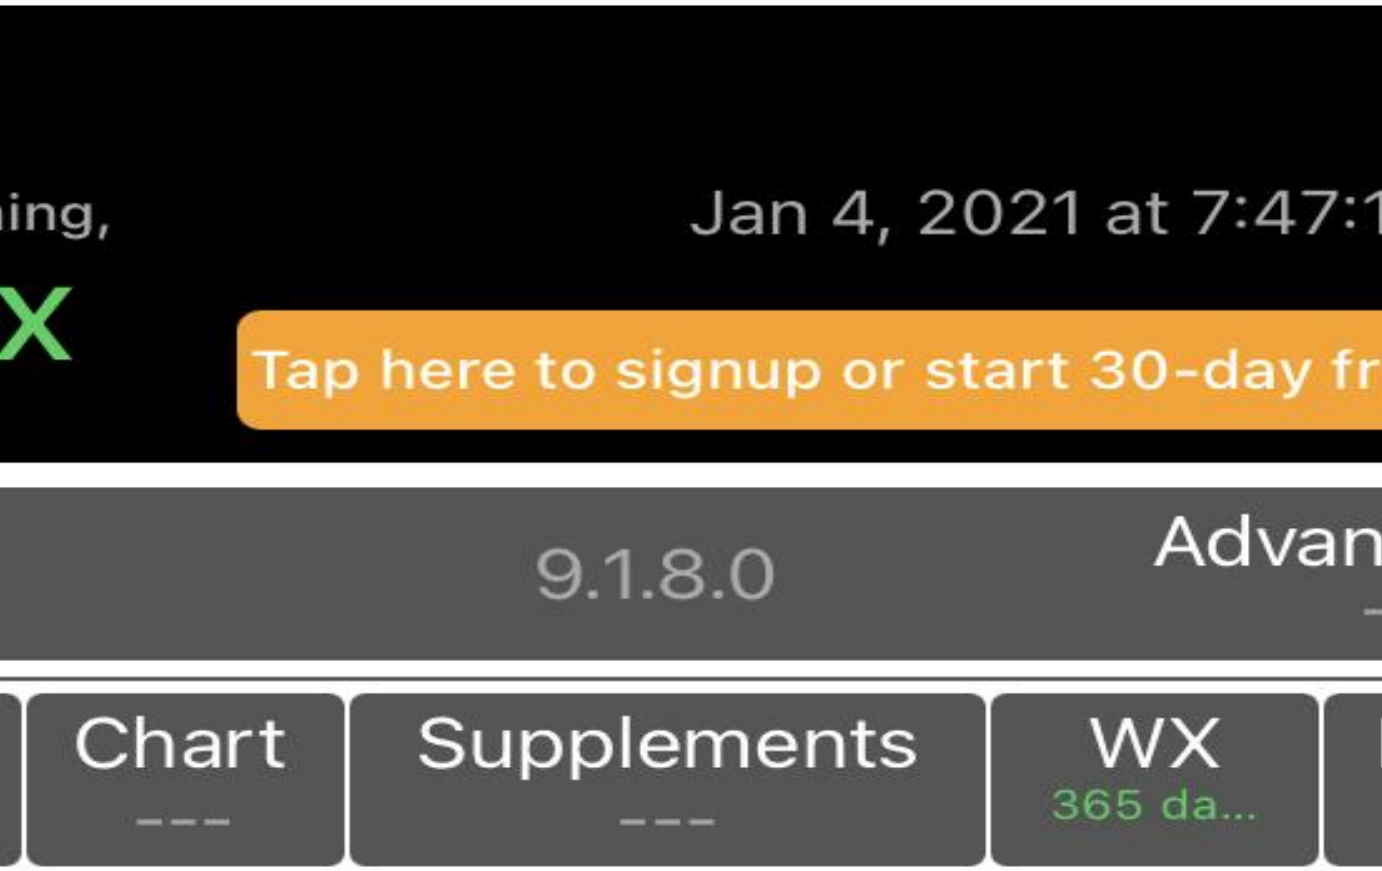 ing,
Jan 4, 2021 at 7:47:1
X
Tap here to signup or start 30-day fr
9.1.8.0
Advan
Chart
---
Supplements
---
WX
365 da...